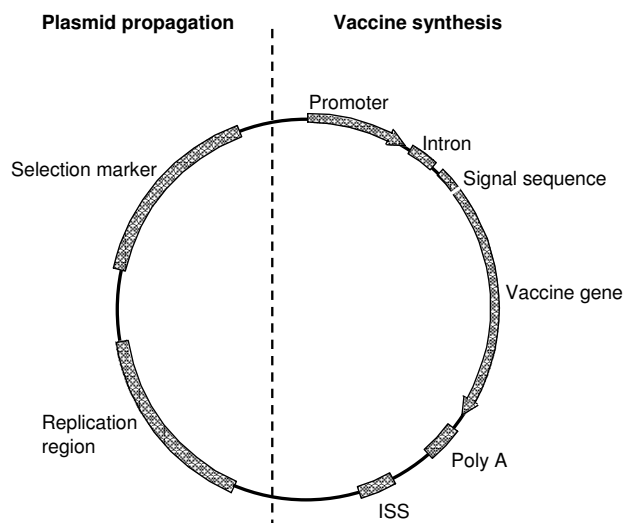 Plasmid propagation
Vaccine synthesis
Promoter
Intron
Signal sequence
Selection marker
Vaccine gene
Replication
region
Poly A
ISS